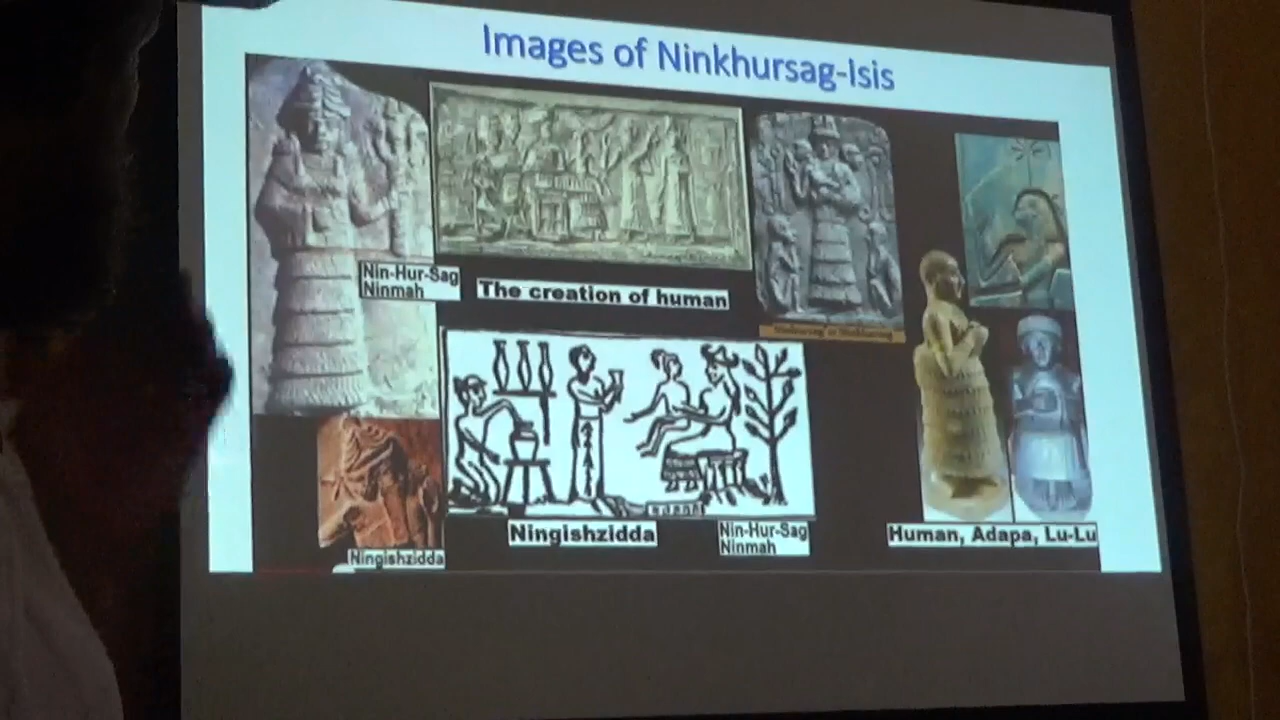 Images of Ninkhursag-Isis
Nin-Hur-Sag
Ninmah
The creation of human
Ningishzidda
Ningishzidda
Nin-Hur-Sag
Ninmah
Human, Adapa, Lu-Lu